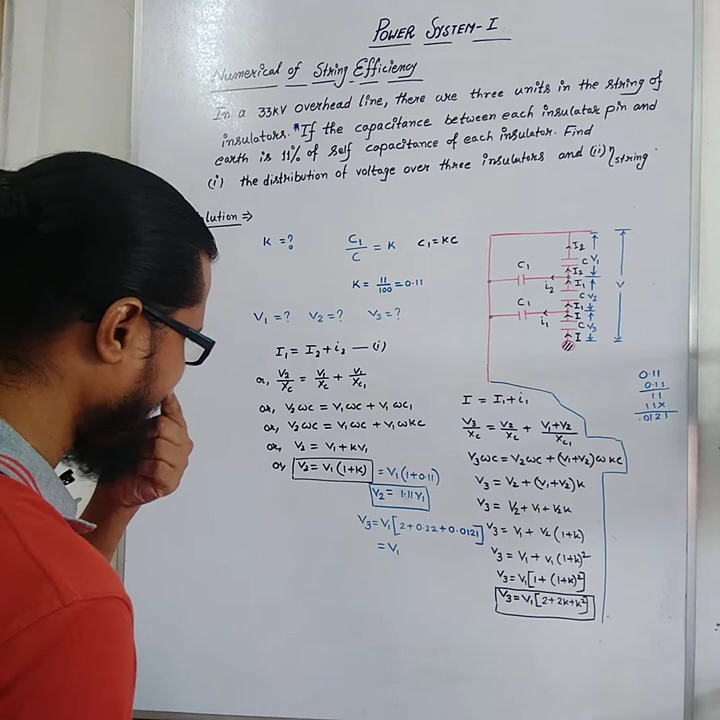 POWER SYSTEM-I
Numerical of String Efficiency
In a 33kV overhead line, there are three units in the string of
insulators. *If the capacitance between each insulator pin and
earth is 11% of self capacitance of each insulator. Find
(i) the distribution of voltage over three insulators and (ii) η string.
lution ⇒
K = ? C₁/C = K C₁ = KC
K = 11/100 = 0.11
V₁ = ? V₂ = ? V₃ = ?
I₁ = I₂ + i₂ — (i)
or, V₂/Xc = V₁/Xc + V₁/Xc₁
or, V₂ωC = V₁ωC + V₁ωC₁
or, V₂ωC = V₁ωC + V₁ωKC
or, V₂ = V₁ + KV₁
or V₂ = V₁(1+K) = V₁(1+0.11)
V₂ = 1.11V₁
V₃ = V₁[2+0.22+0.0121]
= V₁
I = I₁ + i₁
V₃/Xc = V₂/Xc + V₁+V₂/Xc₁
V₃ωC = V₂ωC + (V₁+V₂)ωKC
V₃ = V₂ + (V₁+V₂)K
V₃ = V₂ + V₁ + V₂K
V₃ = V₁ + V₂(1+K)
V₃ = V₁ + V₁(1+K)²
V₃ = V₁[1+(1+K)²]
V₃ = V₁[2+2K+K²]
I₂
C V₁
C₁ I₂
i₂ I₁
C V₂
C₁ I₁
i₁ I
C V₃
I
V
0.11
0.11
11
11x
.0121